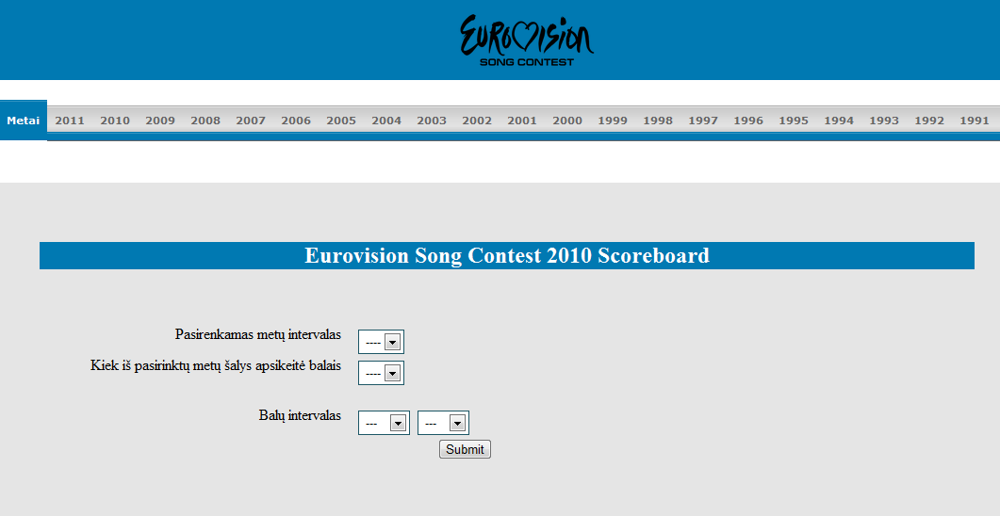 EUROVISION
SONG CONTEST
Metai 2011 2010 2009 2008 2007 2006 2005 2004 2003 2002 2001 2000 1999 1998 1997 1996 1995 1994 1993 1992 1991
Eurovision Song Contest 2010 Scoreboard
Pasirenkamas metų intervalas ----
Kiek iš pasirinktų metų šalys apsikeitė balais ----
Balų intervalas --- ---
Submit